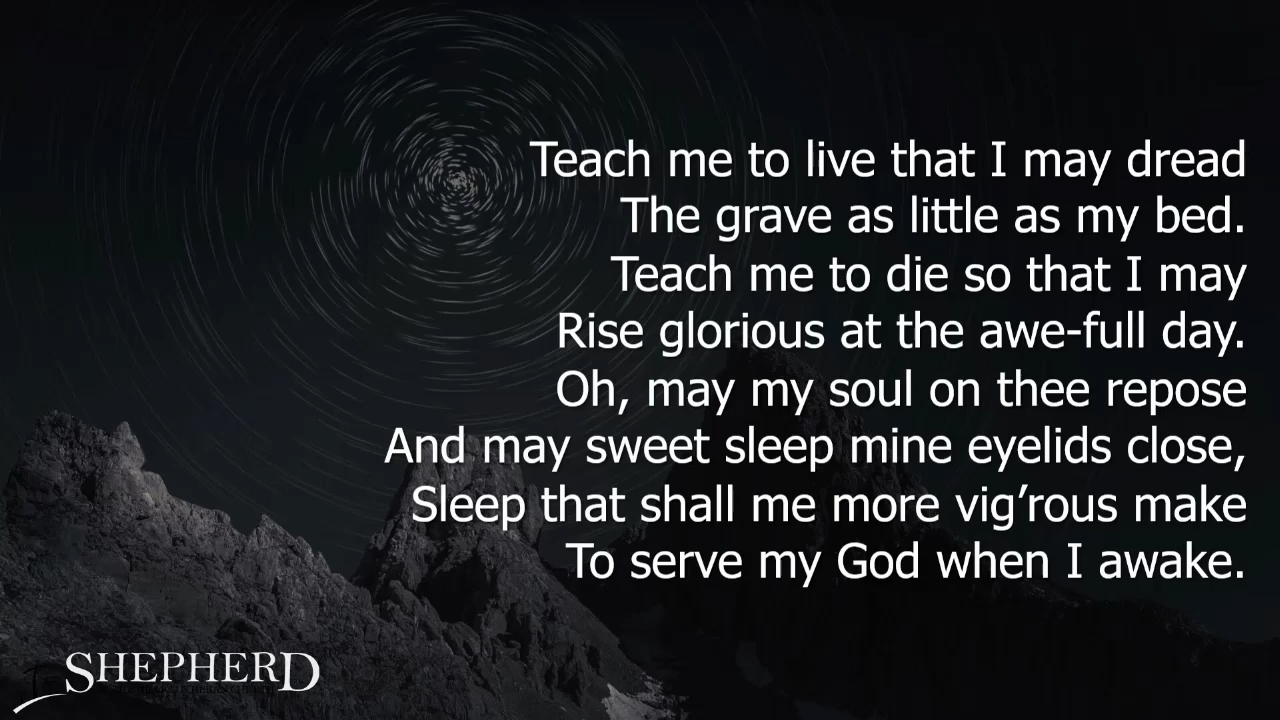 Teach me to live that I may dread
The grave as little as my bed.
Teach me to die so that I may
Rise glorious at the awe-full day.
Oh, may my soul on thee repose
And may sweet sleep mine eyelids close,
Sleep that shall me more vig’rous make
To serve my God when I awake.
SHEPHERD